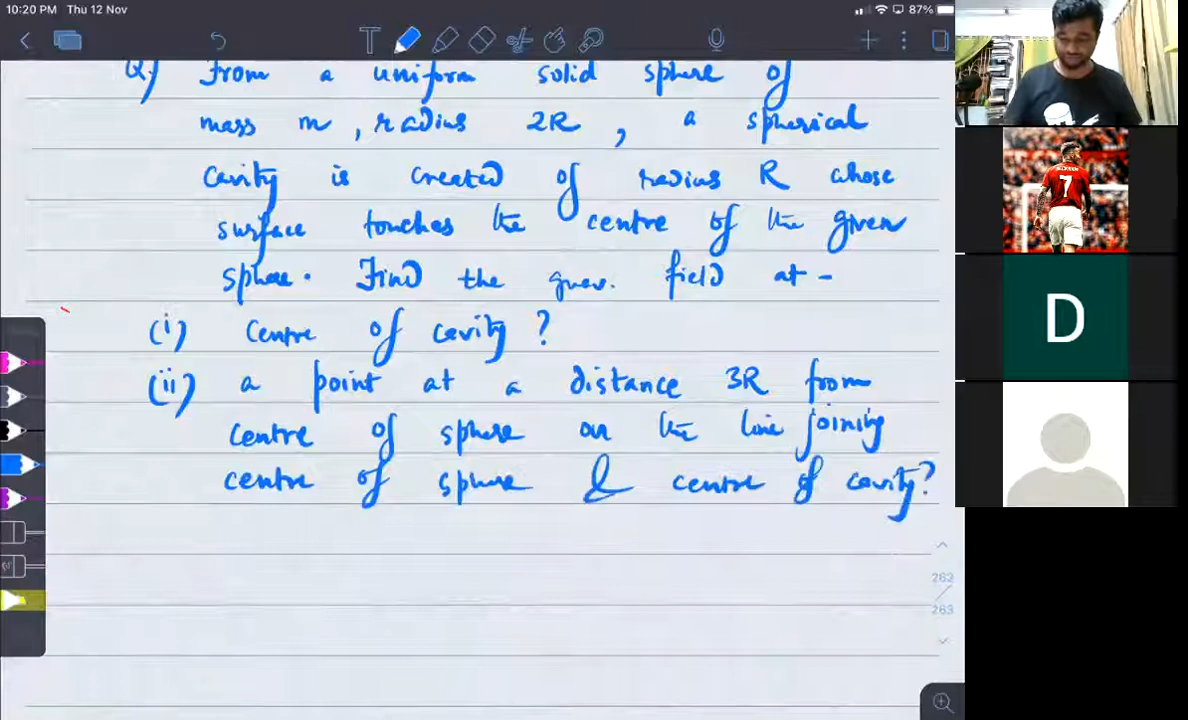 10:20 PM Thu 12 Nov
87%
Q) From a uniform solid sphere of
mass m, radius 2R, a spherical
cavity is created of radius R whose
surface touches the centre of the given
sphere. Find the grav. field at -
(i) Centre of cavity?
(ii) a point at a distance 3R from
centre of sphere on the line joining
centre of sphere & centre of cavity?
262
263
7
D